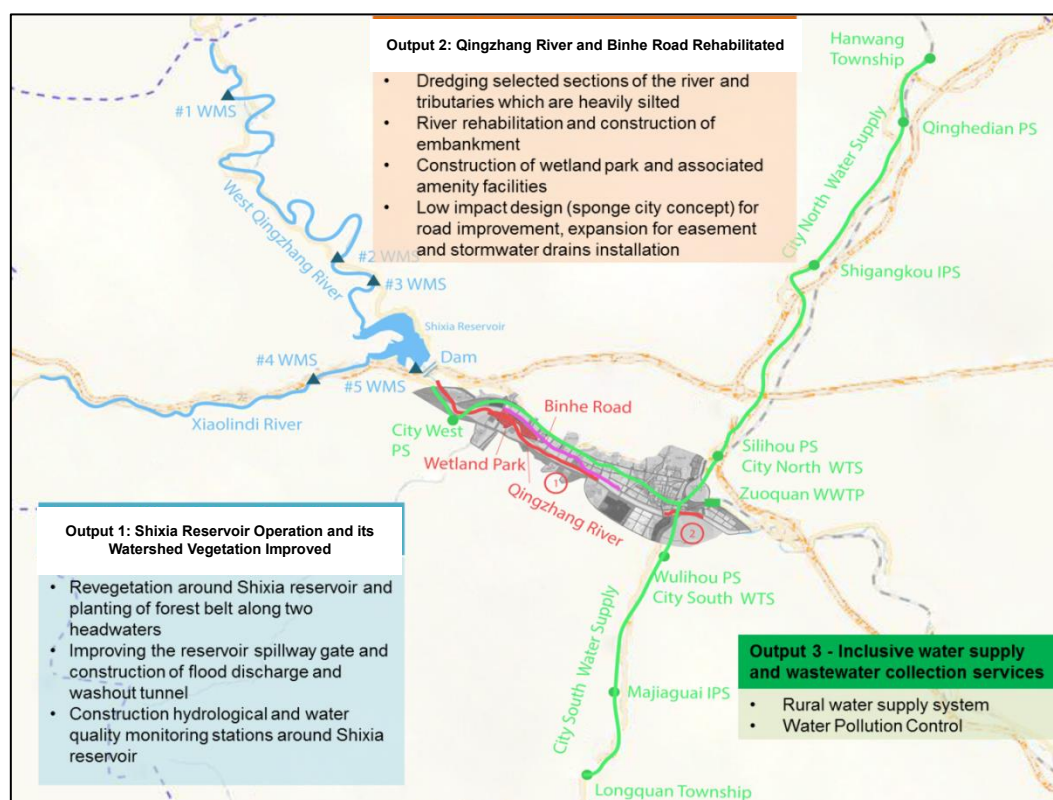 Output 2: Qingzhang River and Binhe Road Rehabilitated
• Dredging selected sections of the river and
tributaries which are heavily silted
• River rehabilitation and construction of
embankment
• Construction of wetland park and associated
amenity facilities
• Low impact design (sponge city concept) for
road improvement, expansion for easement
and stormwater drains installation
Hanwang
Township
Qinghedian PS
City North Water Supply
Shigangkou IPS
#1 WMS
West Qingzhang River
#2 WMS
#3 WMS
Shixia Reservoir
#4 WMS
Dam
#5 WMS
Xiaolindi River
City West
PS
Binhe Road
Wetland Park
Qingzhang River
1
Silihou PS
City North WTS
Zuoquan WWTP
2
Wulihou PS
City South WTS
City South Water Supply
Majiaguai IPS
Longquan Township
Output 1: Shixia Reservoir Operation and its
Watershed Vegetation Improved
• Revegetation around Shixia reservoir and
planting of forest belt along two
headwaters
• Improving the reservoir spillway gate and
construction of flood discharge and
washout tunnel
• Construction hydrological and water
quality monitoring stations around Shixia
reservoir
Output 3 - Inclusive water supply
and wastewater collection services
• Rural water supply system
• Water Pollution Control